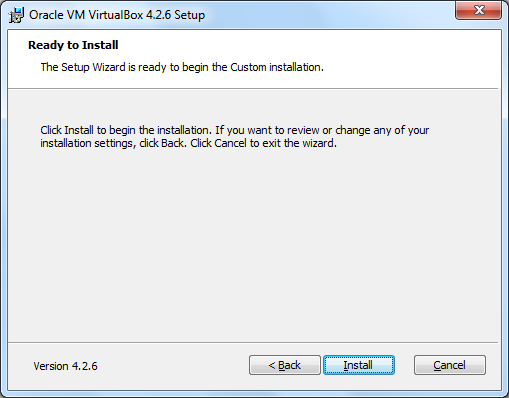 Oracle VM VirtualBox 4.2.6 Setup
Ready to Install
The Setup Wizard is ready to begin the Custom installation.
Click Install to begin the installation. If you want to review or change any of your
installation settings, click Back. Click Cancel to exit the wizard.
Version 4.2.6
< Back
Install
Cancel